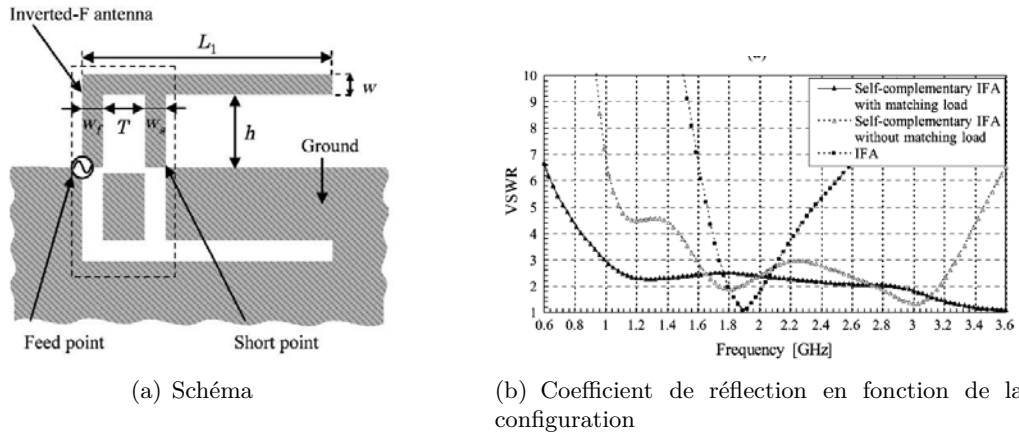 Inverted-F antenna
L₁
w
w_f
T
w_s
h
Ground
Feed point
Short point
(a) Schéma
VSWR
10
9
8
7
6
5
4
3
2
1
Self-complementary IFA
with matching load
Self-complementary IFA
without matching load
IFA
0.6 0.8 1 1.2 1.4 1.6 1.8 2 2.2 2.4 2.6 2.8 3 3.2 3.4 3.6
Frequency [GHz]
(b) Coefficient de réflection en fonction de la
configuration